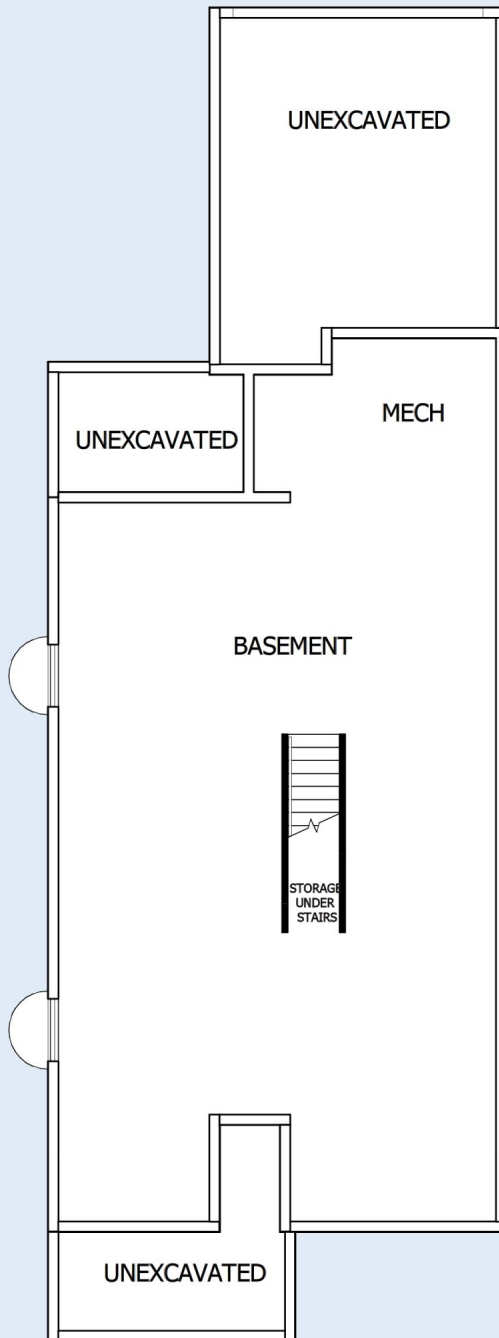 UNEXCAVATED
MECH
UNEXCAVATED
BASEMENT
STORAGE
UNDER
STAIRS
UNEXCAVATED